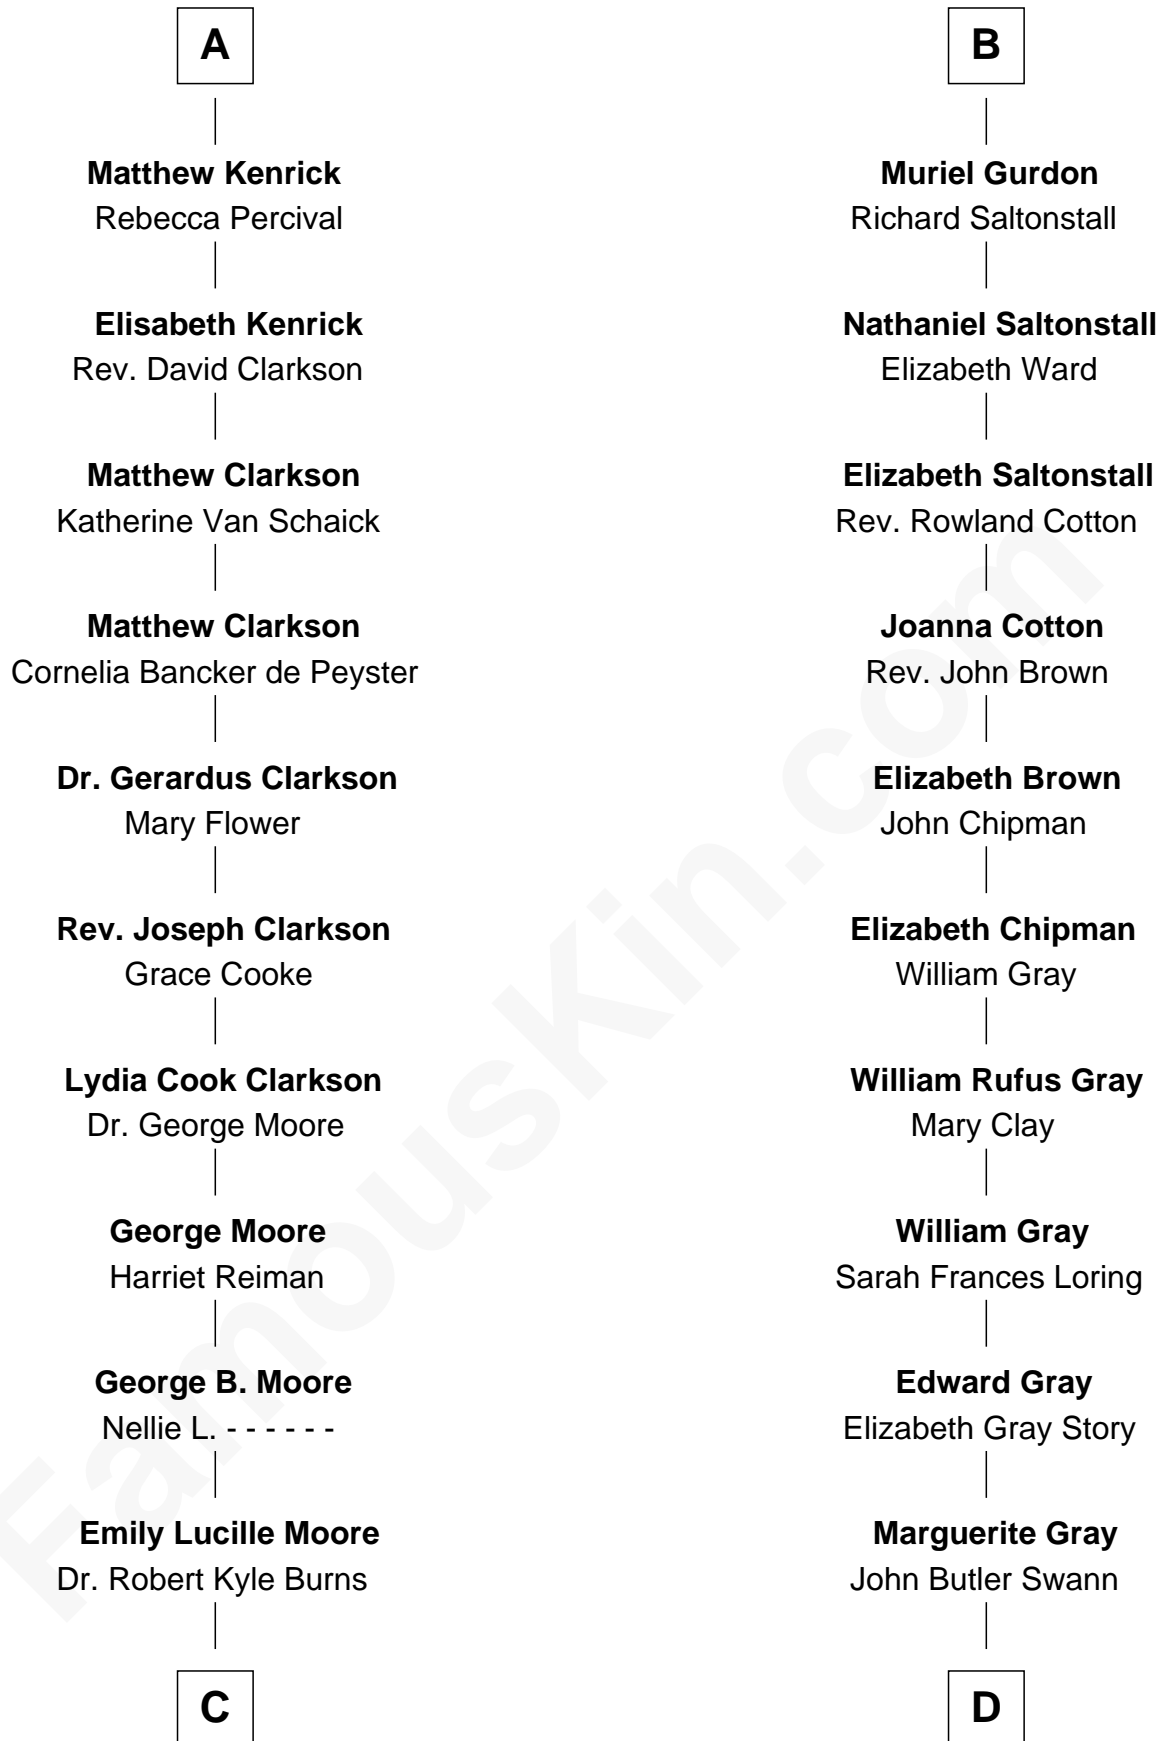 A
Matthew Kenrick
Rebecca Percival
Elisabeth Kenrick
Rev. David Clarkson
Matthew Clarkson
Katherine Van Schaick
Matthew Clarkson
Cornelia Bancker de Peyster
Dr. Gerardus Clarkson
Mary Flower
Rev. Joseph Clarkson
Grace Cooke
Lydia Cook Clarkson
Dr. George Moore
George Moore
Harriet Reiman
George B. Moore
Nellie L. - - - - - -
Emily Lucille Moore
Dr. Robert Kyle Burns
C
B
Muriel Gurdon
Richard Saltonstall
Nathaniel Saltonstall
Elizabeth Ward
Elizabeth Saltonstall
Rev. Rowland Cotton
Joanna Cotton
Rev. John Brown
Elizabeth Brown
John Chipman
Elizabeth Chipman
William Gray
William Rufus Gray
Mary Clay
William Gray
Sarah Frances Loring
Edward Gray
Elizabeth Gray Story
Marguerite Gray
John Butler Swann
D
FamousKin.com